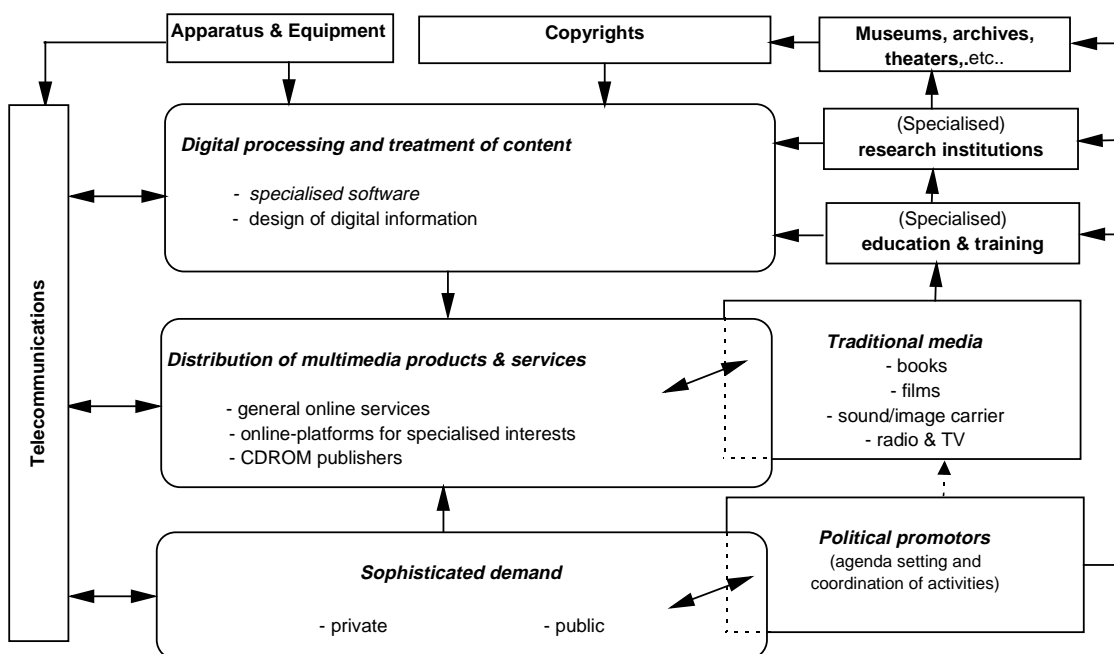 Apparatus & Equipment
Copyrights
Museums, archives,
theaters,.etc..
Telecommunications
Digital processing and treatment of content
- specialised software
- design of digital information
(Specialised)
research institutions
(Specialised)
education & training
Distribution of multimedia products & services
- general online services
- online-platforms for specialised interests
- CDROM publishers
Traditional media
- books
- films
- sound/image carrier
- radio & TV
Sophisticated demand
- private
- public
Political promotors
(agenda setting and
coordination of activities)